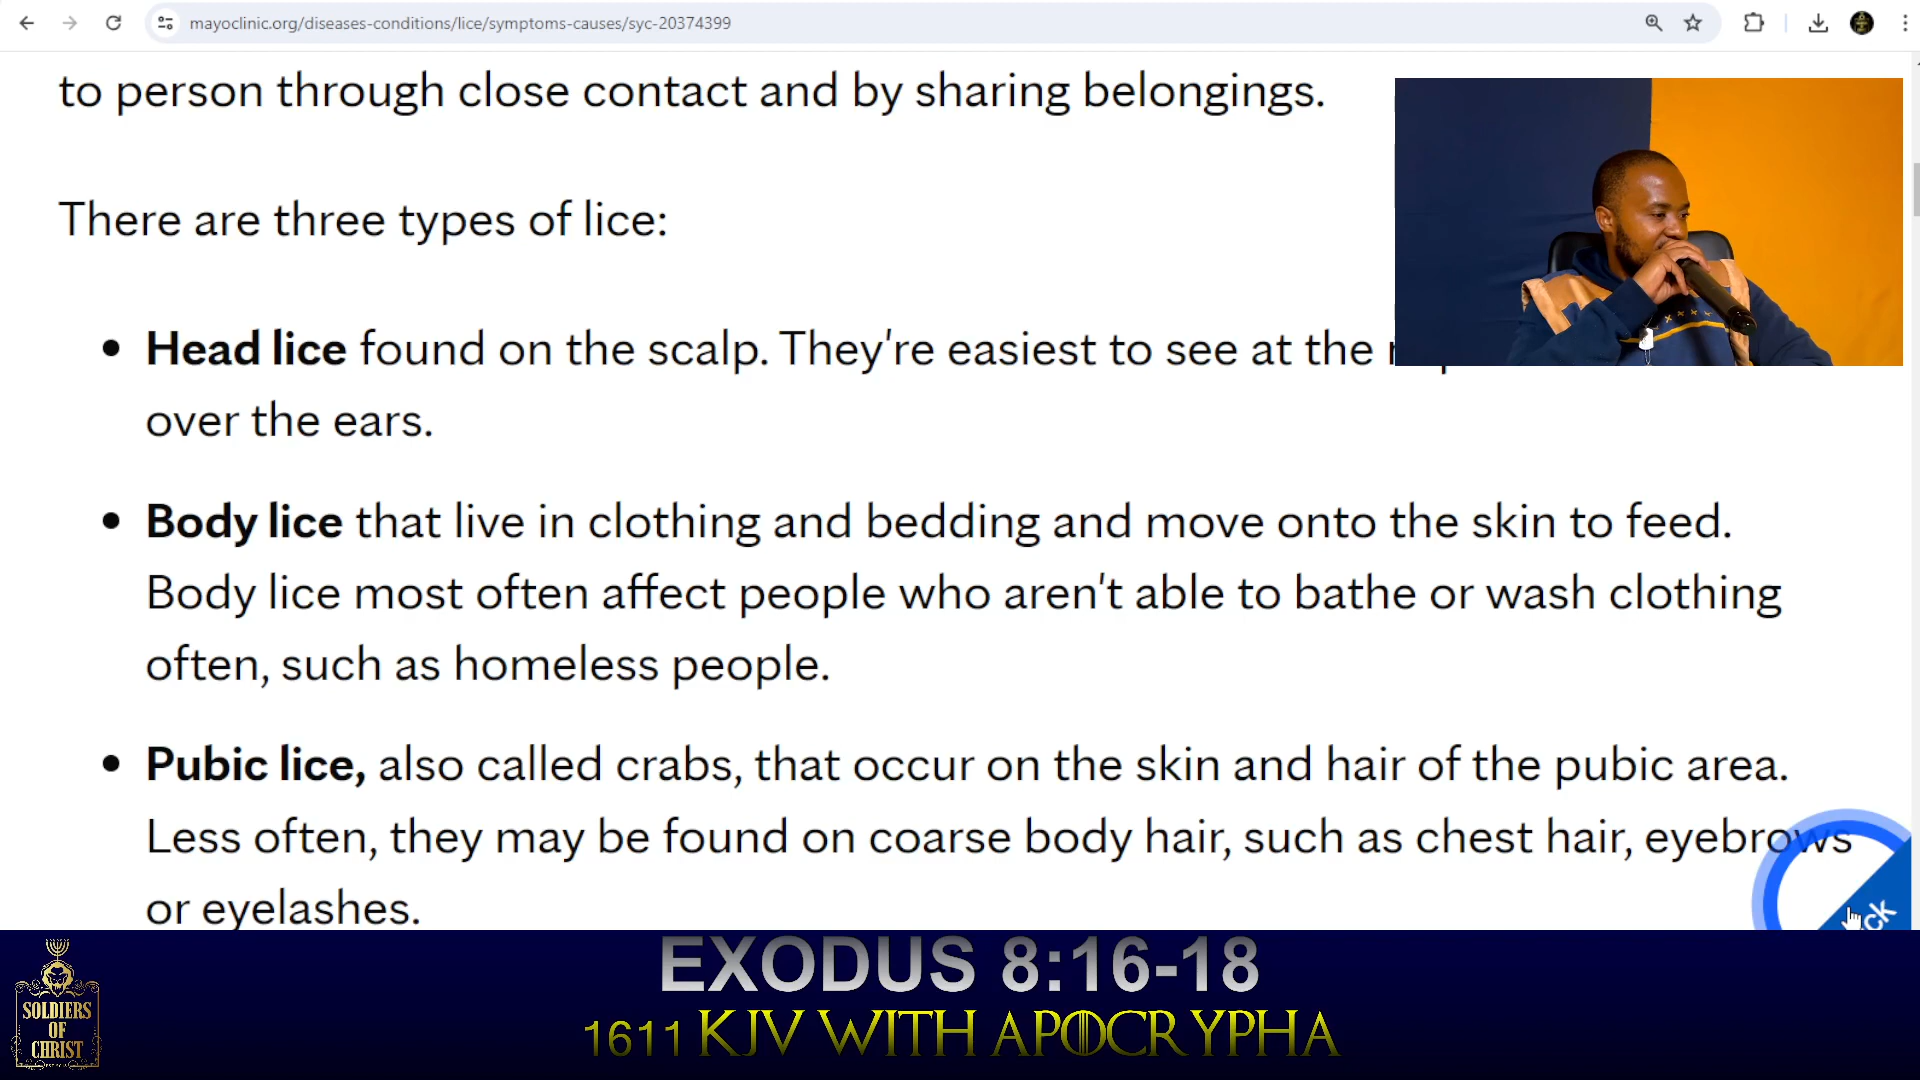 mayoclinic.org/diseases-conditions/lice/symptoms-causes/syc-20374399
to person through close contact and by sharing belongings.
There are three types of lice:
• Head lice found on the scalp. They're easiest to see at the
over the ears.
• Body lice that live in clothing and bedding and move onto the skin to feed.
Body lice most often affect people who aren't able to bathe or wash clothing
often, such as homeless people.
• Pubic lice, also called crabs, that occur on the skin and hair of the pubic area.
Less often, they may be found on coarse body hair, such as chest hair, eyebrows
or eyelashes.
EXODUS 8:16-18
1611 KJV WITH APOCRYPHA
SOLDIERS
OF
CHRIST